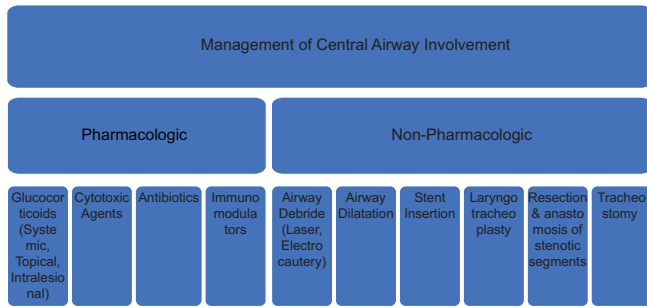 Management of Central Airway Involvement
Pharmacologic
Non-Pharmacologic
Glucocor
ticoids
(Syste
mic,
Topical,
Intralesio
nal)
Cytotoxic
Agents
Antibiotics
Immuno
modula
tors
Airway
Debride
(Laser,
Electro
cautery)
Airway
Dilatation
Stent
Insertion
Laryngo
tracheo
plasty
Resection
& anasto
mosis of
stenotic
segments
Tracheo
stomy